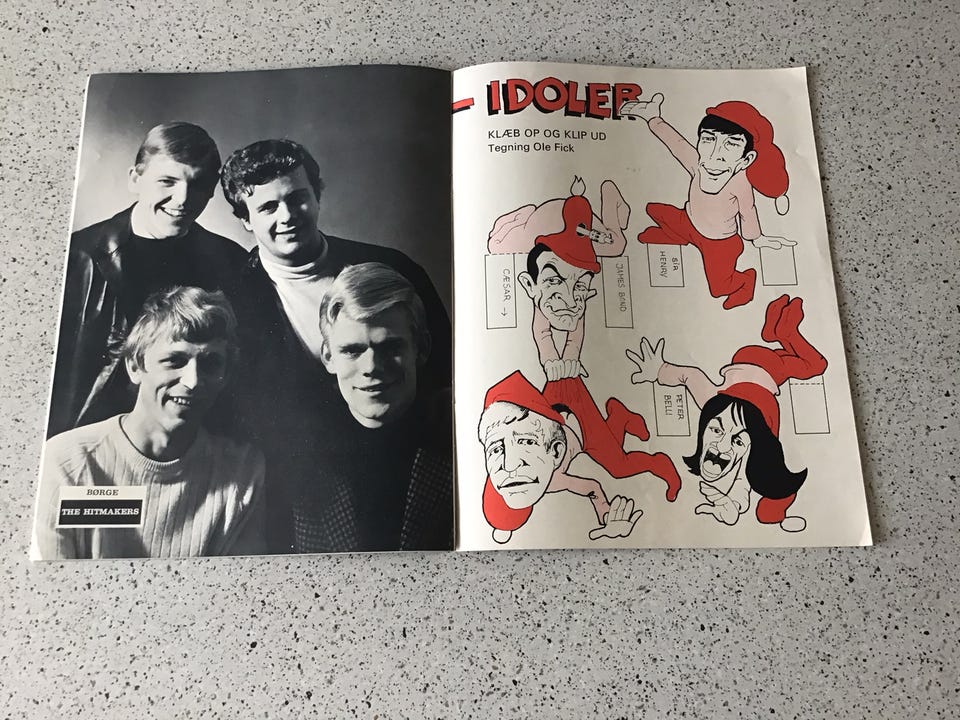 BØRGE
THE HITMAKERS
- IDOLER
KLÆB OP OG KLIP UD
Tegning Ole Fick
SIR
HENRY
CÆSAR →
JAMES BOND
PETER
BELLI